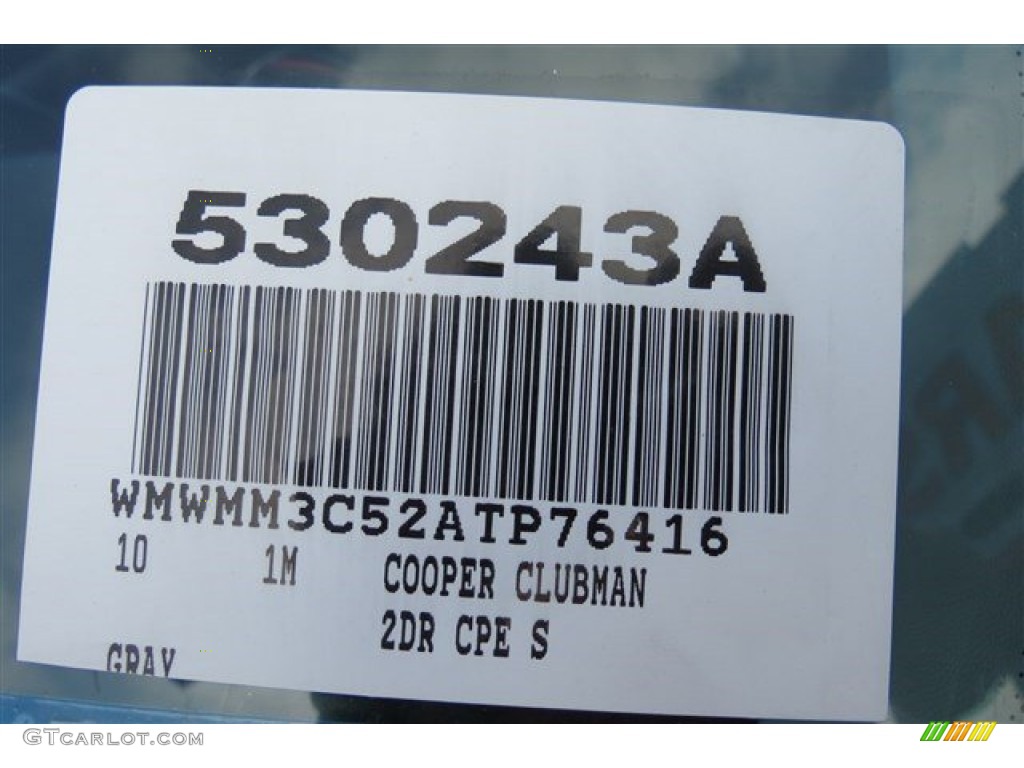 530243A
WMWMM3C52ATP76416
10 1M COOPER CLUBMAN
2DR CPE S
GRAY
GTCARLOT.COM